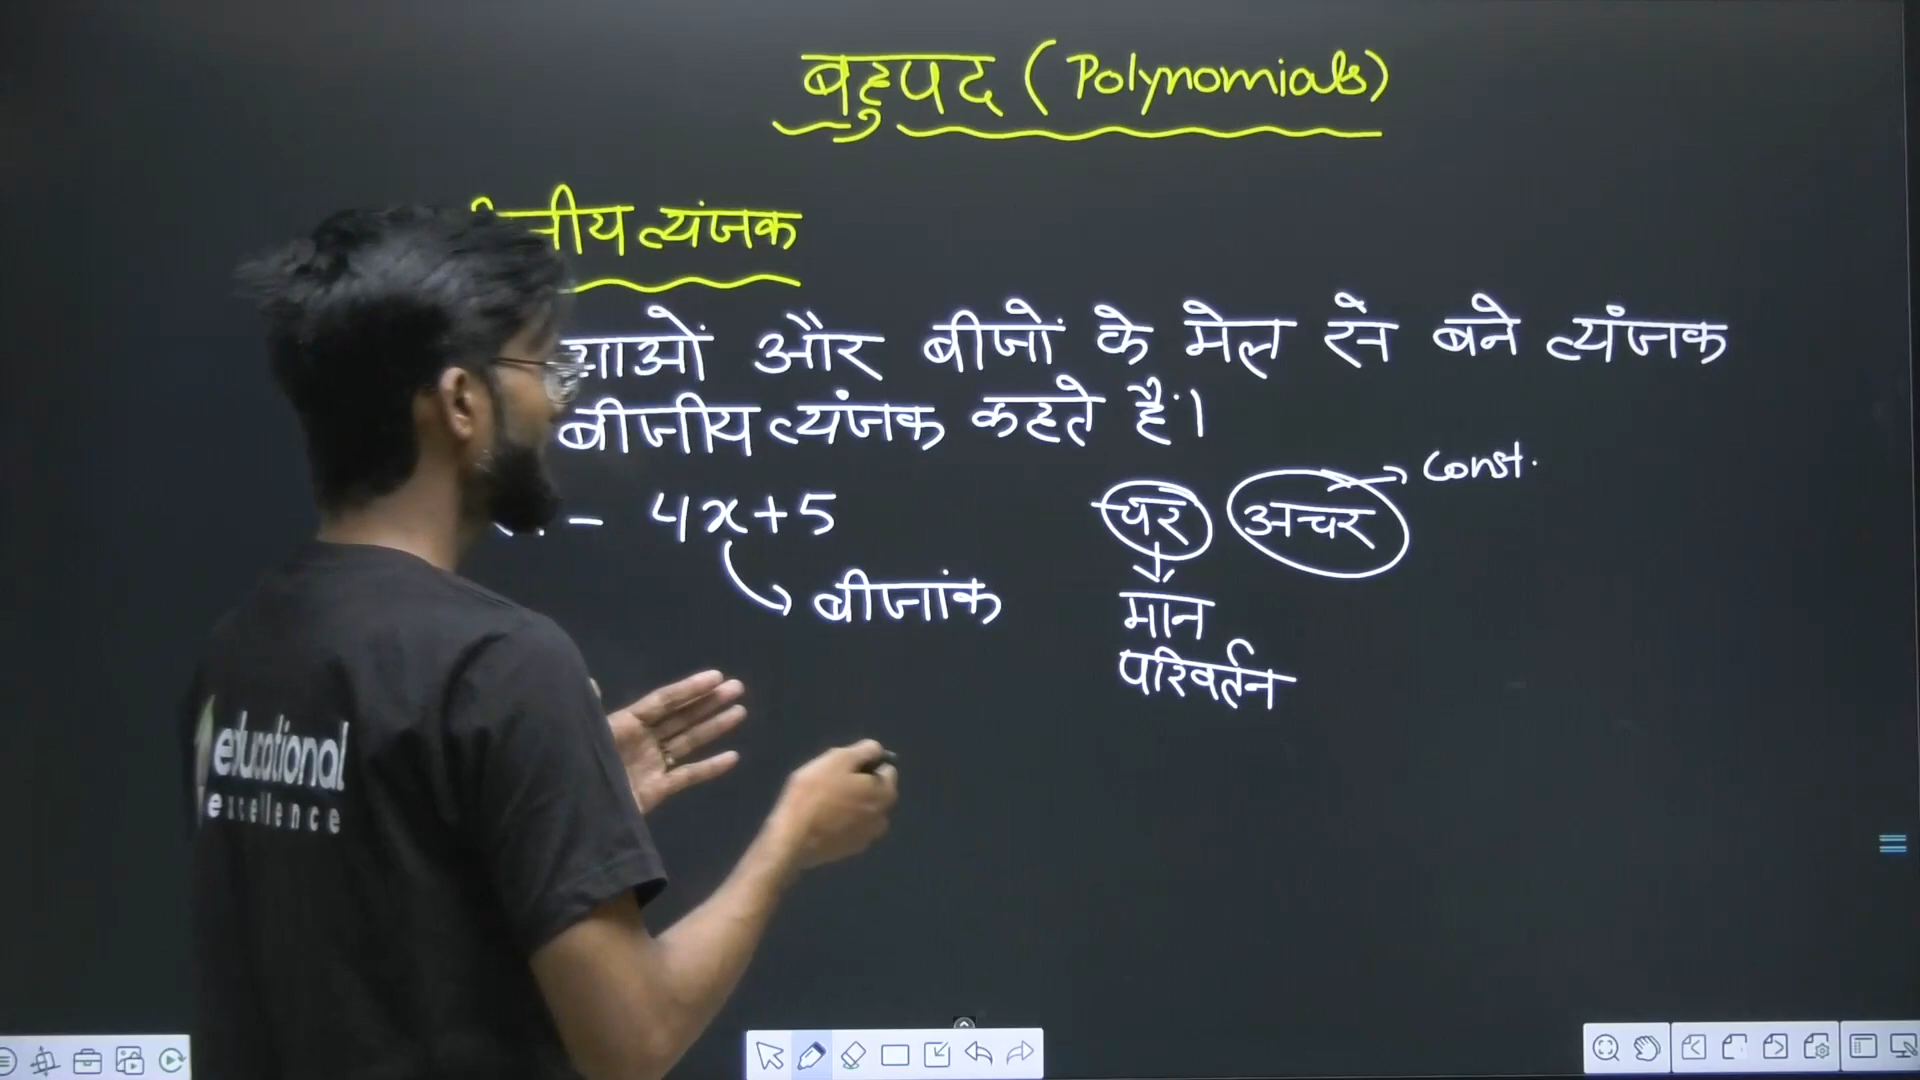 बहुपद (Polynomials)
व्यंजक
और बीजों के मेल से बने व्यंजक
बीजीय व्यंजक कहते हैं।
- 4x+5
चर अचर const.
बीजांक
मान
परिवर्तन
educational
excellence